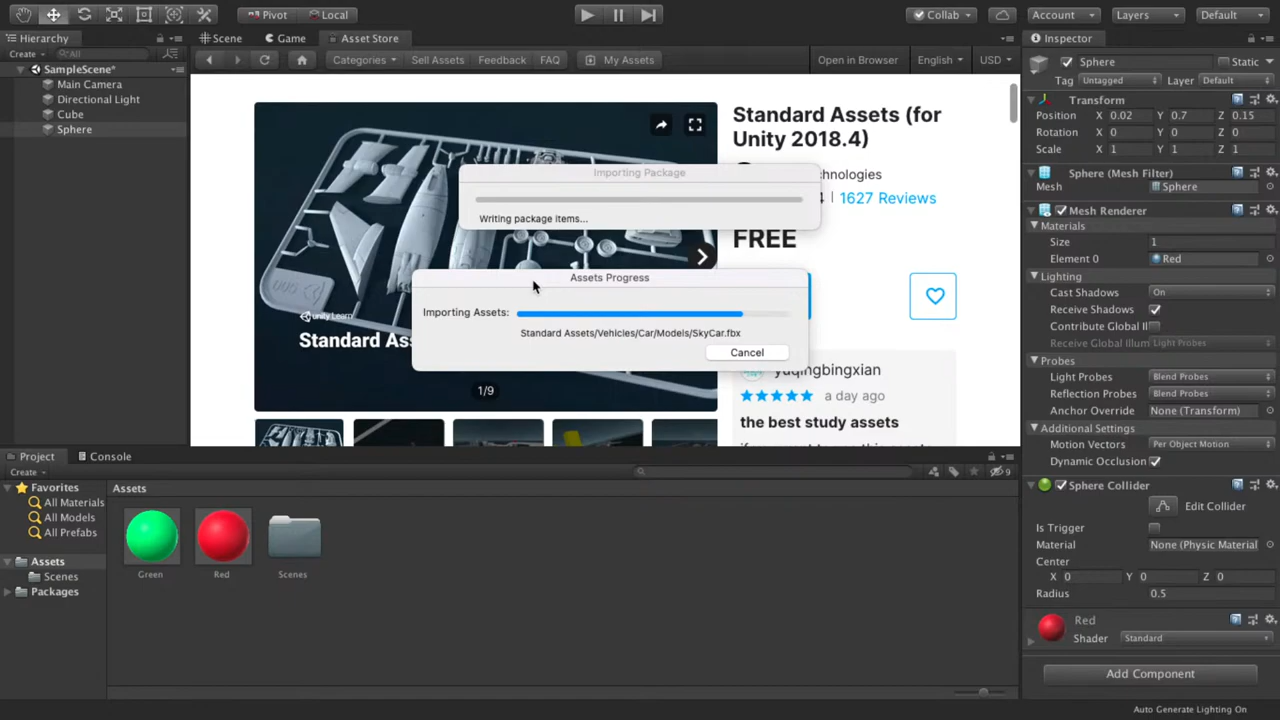 Pivot
Local
Collab
Account
Layers
Default
Hierarchy
Scene
Game
Asset Store
Inspector
Create
All
Categories
Sell Assets
Feedback
FAQ
My Assets
Open in Browser
English
USD
SampleScene*
Main Camera
Directional Light
Cube
Sphere
Standard Assets (for
Unity 2018.4)
chnologies
4 | 1627 Reviews
FREE
Importing Package
Writing package items...
Assets Progress
Importing Assets:
Standard Assets/Vehicles/Car/Models/SkyCar.fbx
Cancel
unity Learn
Standard Ass
1/9
yuqingbingxian
a day ago
the best study assets
Sphere
Static
Tag Untagged
Layer Default
Transform
Position X 0.02 Y 0.7 Z 0.15
Rotation X 0 Y 0 Z 0
Scale X 1 Y 1 Z 1
Sphere (Mesh Filter)
Mesh Sphere
Mesh Renderer
Materials
Size 1
Element 0 Red
Lighting
Cast Shadows On
Receive Shadows
Contribute Global Il
Receive Global Illum Light Probes
Probes
Light Probes Blend Probes
Reflection Probes Blend Probes
Anchor Override None (Transform)
Additional Settings
Motion Vectors Per Object Motion
Dynamic Occlusion
Sphere Collider
Edit Collider
Is Trigger
Material None (Physic Material
Center
X 0 Y 0 Z 0
Radius 0.5
Red
Shader Standard
Add Component
Auto Generate Lighting On
Project
Console
Create
9
Favorites
All Materials
All Models
All Prefabs
Assets
Scenes
Packages
Assets
Green
Red
Scenes